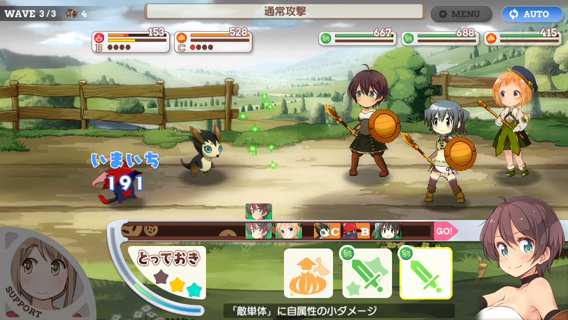 WAVE 3/3 4
通常攻撃
MENU
AUTO
153
B
528
C
667
688
415
いまいち
191
C B GO!
とっておき
SUPPORT
「敵単体」に自属性の小ダメージ